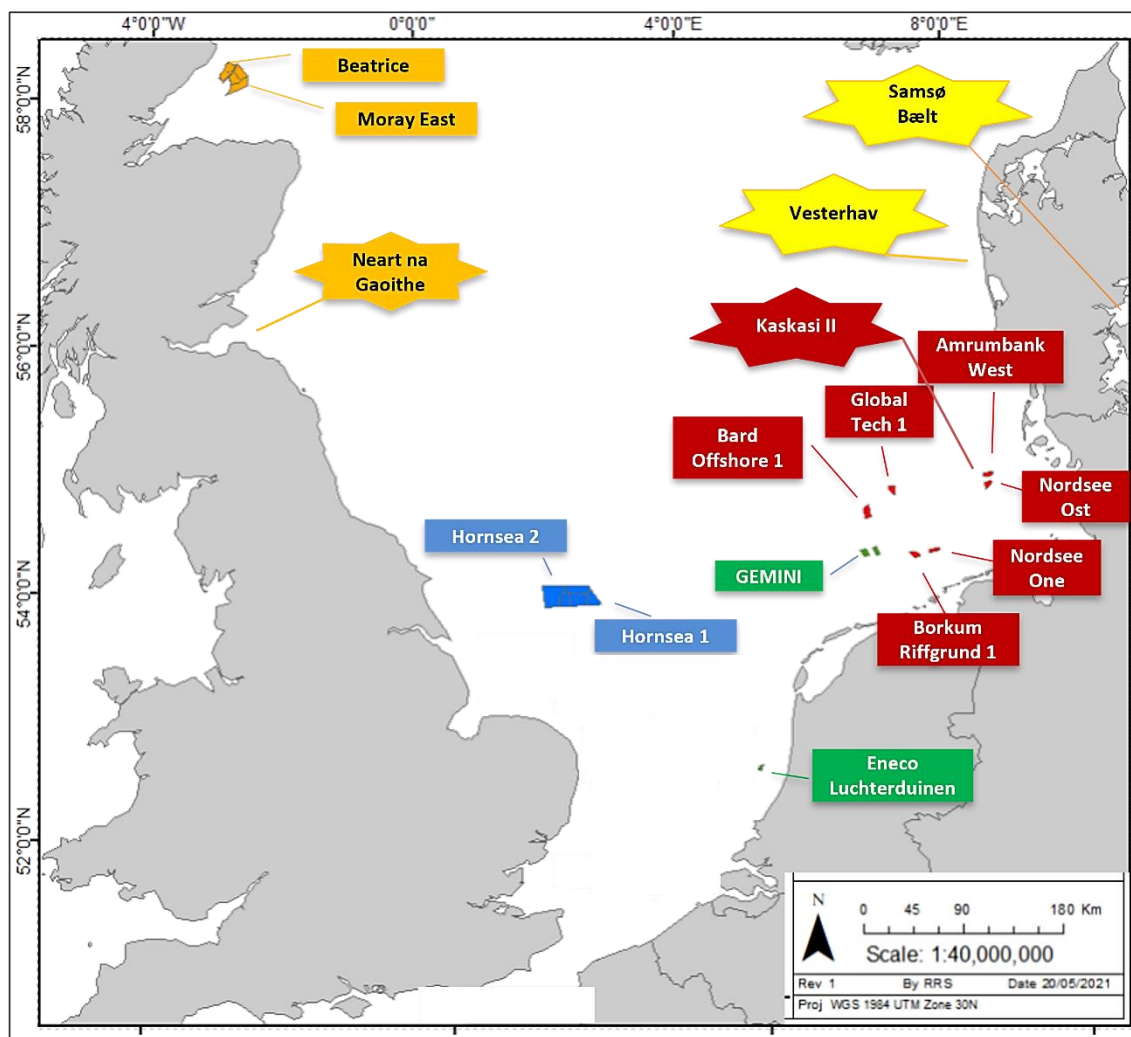 4°0'0"W
0°0'0"
4°0'0"E
8°0'0"E
58°0'0"N
56°0'0"N
54°0'0"N
52°0'0"N
Beatrice
Moray East
Samsø
Bælt
Vesterhav
Neart na
Gaoithe
Kaskasi II
Amrumbank
West
Global
Tech 1
Bard
Offshore 1
Nordsee
Ost
Hornsea 2
GEMINI
Nordsee
One
Hornsea 1
Borkum
Riffgrund 1
Eneco
Luchterduinen
N
0 45 90 180 Km
Scale: 1:40,000,000
Rev 1 By RRS Date 20/05/2021
Proj WGS 1984 UTM Zone 30N